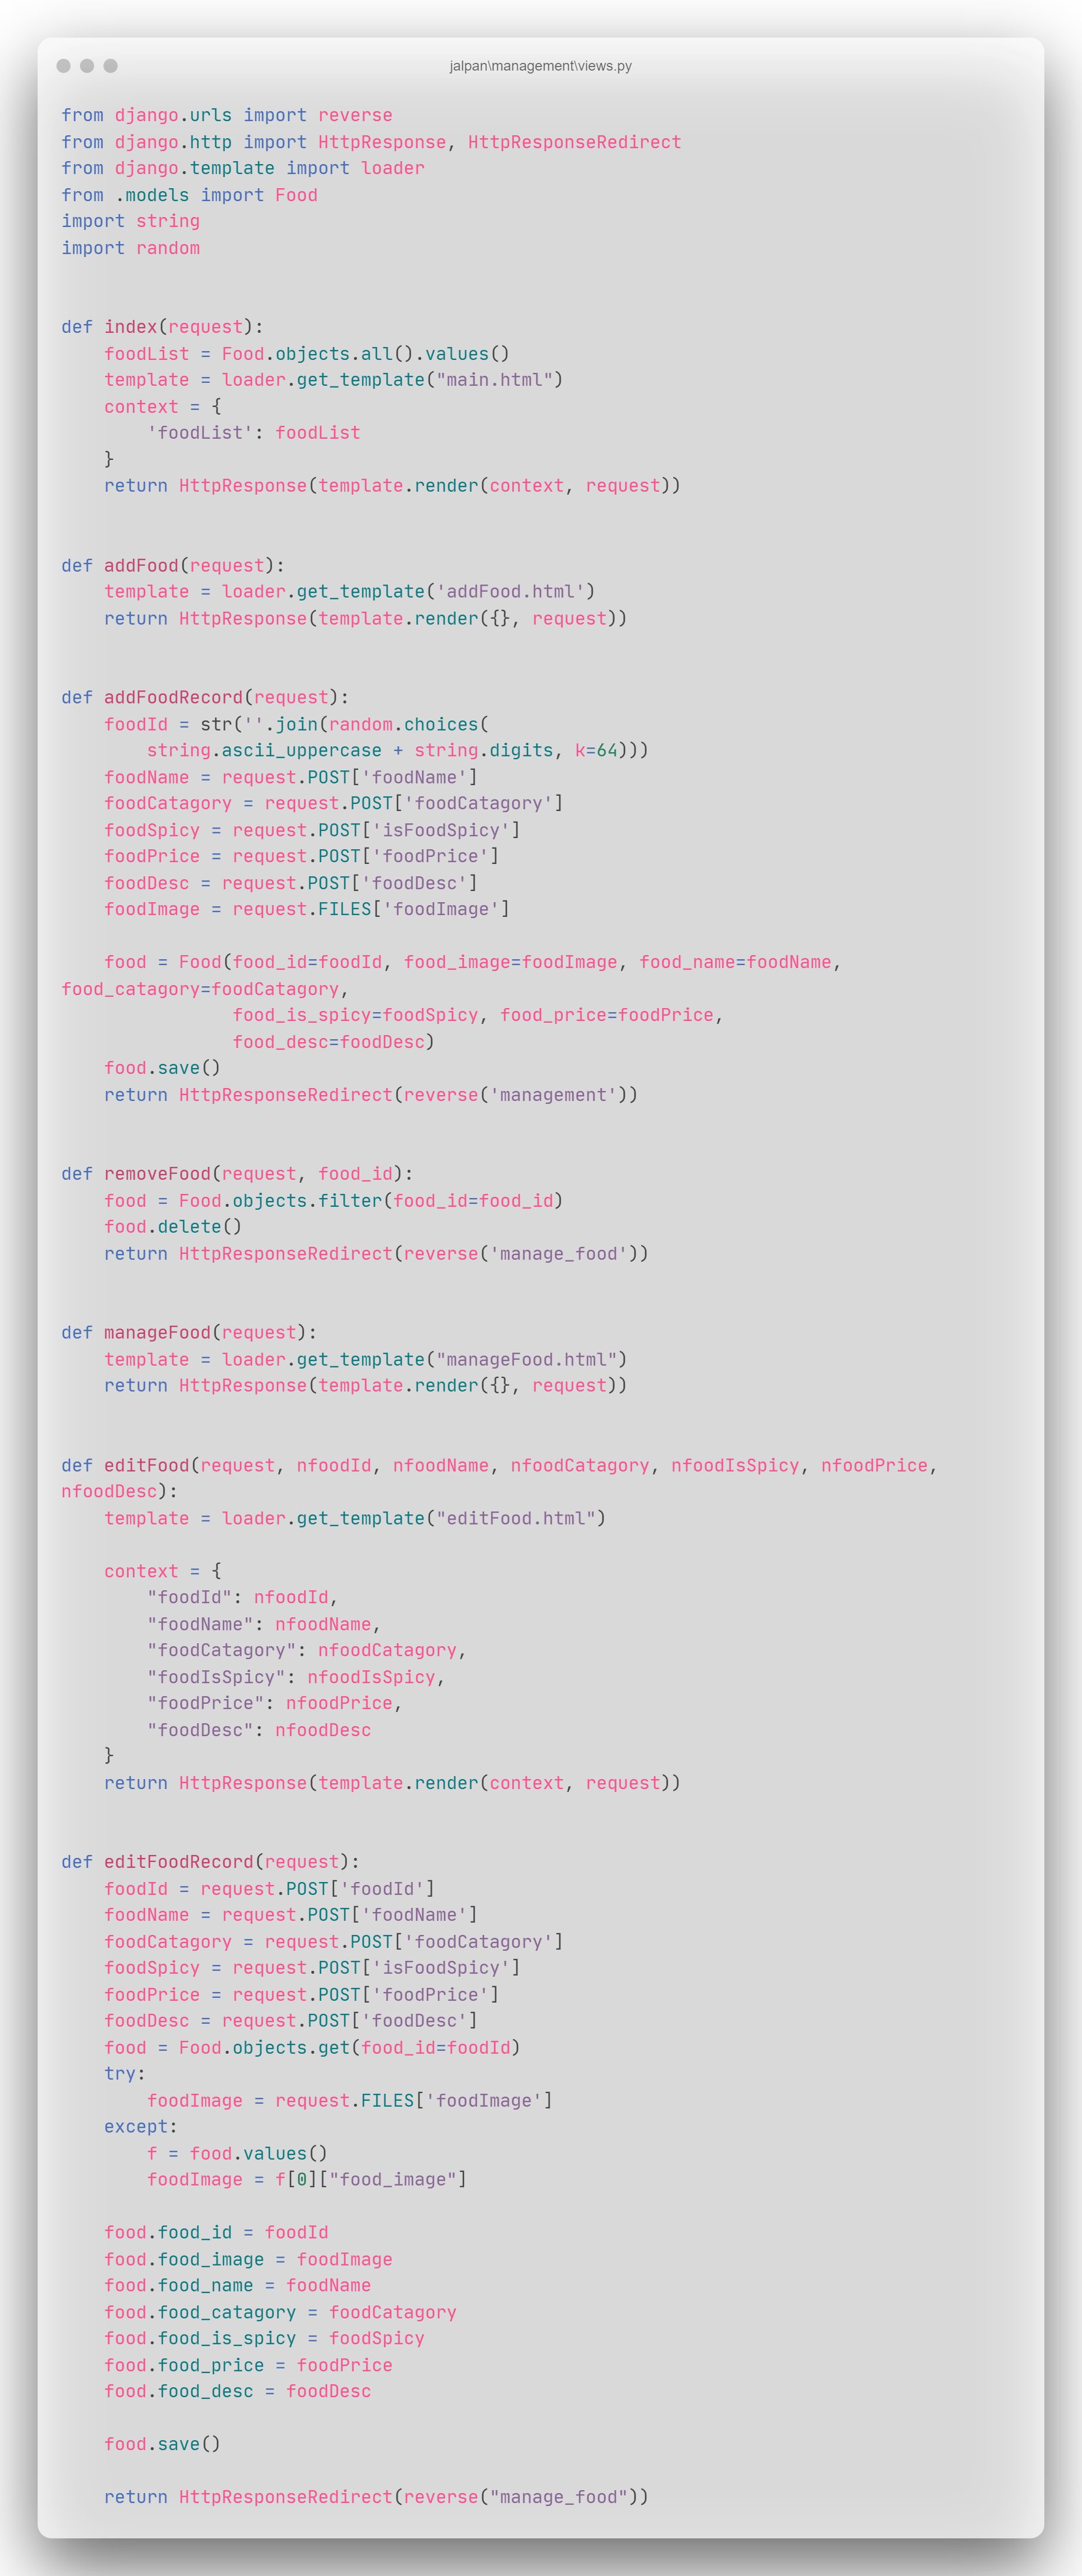 jalpan\management\views.py
from django.urls import reverse
from django.http import HttpResponse, HttpResponseRedirect
from django.template import loader
from .models import Food
import string
import random
def index(request):
    foodList = Food.objects.all().values()
    template = loader.get_template("main.html")
    context = {
        'foodList': foodList
    }
    return HttpResponse(template.render(context, request))
def addFood(request):
    template = loader.get_template('addFood.html')
    return HttpResponse(template.render({}, request))
def addFoodRecord(request):
    foodId = str(''.join(random.choices(
        string.ascii_uppercase + string.digits, k=64)))
    foodName = request.POST['foodName']
    foodCatagory = request.POST['foodCatagory']
    foodSpicy = request.POST['isFoodSpicy']
    foodPrice = request.POST['foodPrice']
    foodDesc = request.POST['foodDesc']
    foodImage = request.FILES['foodImage']
    food = Food(food_id=foodId, food_image=foodImage, food_name=foodName,
food_catagory=foodCatagory,
                food_is_spicy=foodSpicy, food_price=foodPrice,
                food_desc=foodDesc)
    food.save()
    return HttpResponseRedirect(reverse('management'))
def removeFood(request, food_id):
    food = Food.objects.filter(food_id=food_id)
    food.delete()
    return HttpResponseRedirect(reverse('manage_food'))
def manageFood(request):
    template = loader.get_template("manageFood.html")
    return HttpResponse(template.render({}, request))
def editFood(request, nfoodId, nfoodName, nfoodCatagory, nfoodIsSpicy, nfoodPrice,
nfoodDesc):
    template = loader.get_template("editFood.html")
    context = {
        "foodId": nfoodId,
        "foodName": nfoodName,
        "foodCatagory": nfoodCatagory,
        "foodIsSpicy": nfoodIsSpicy,
        "foodPrice": nfoodPrice,
        "foodDesc": nfoodDesc
    }
    return HttpResponse(template.render(context, request))
def editFoodRecord(request):
    foodId = request.POST['foodId']
    foodName = request.POST['foodName']
    foodCatagory = request.POST['foodCatagory']
    foodSpicy = request.POST['isFoodSpicy']
    foodPrice = request.POST['foodPrice']
    foodDesc = request.POST['foodDesc']
    food = Food.objects.get(food_id=foodId)
    try:
        foodImage = request.FILES['foodImage']
    except:
        f = food.values()
        foodImage = f[0]["food_image"]
    food.food_id = foodId
    food.food_image = foodImage
    food.food_name = foodName
    food.food_catagory = foodCatagory
    food.food_is_spicy = foodSpicy
    food.food_price = foodPrice
    food.food_desc = foodDesc
    food.save()
    return HttpResponseRedirect(reverse("manage_food"))